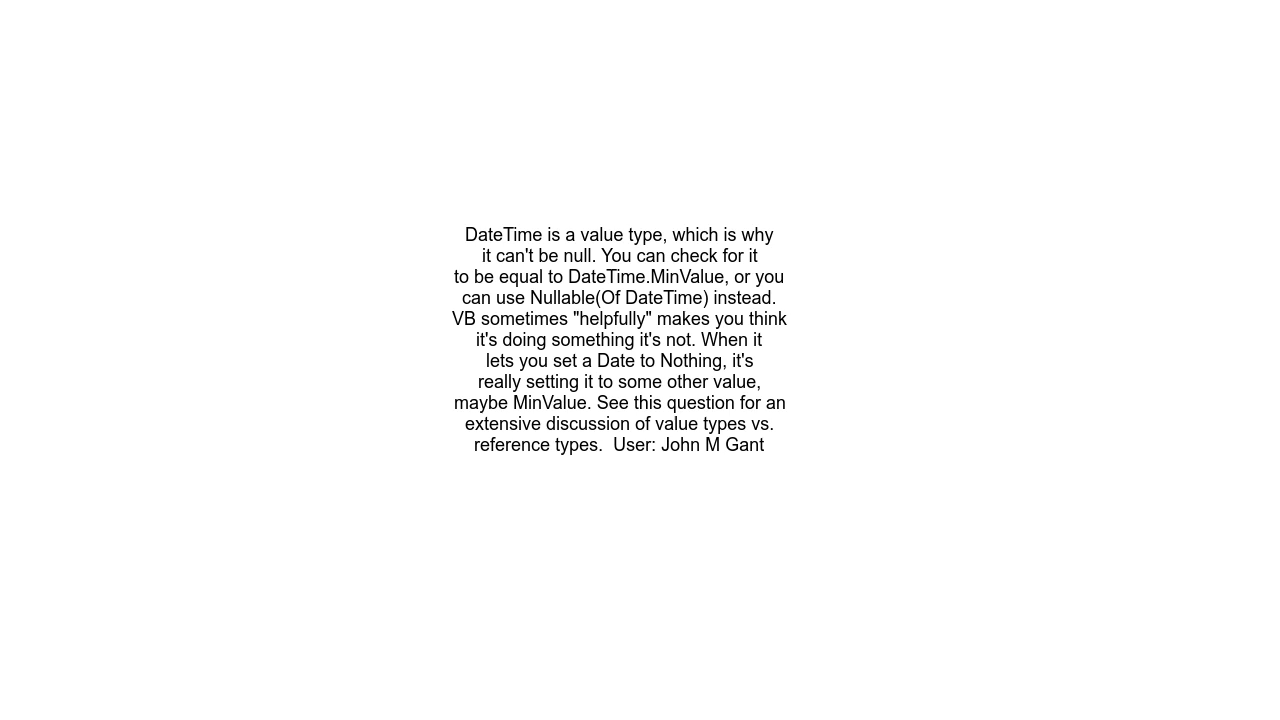 DateTime is a value type, which is why
it can't be null. You can check for it
to be equal to DateTime.MinValue, or you
can use Nullable(Of DateTime) instead.
VB sometimes "helpfully" makes you think
it's doing something it's not. When it
lets you set a Date to Nothing, it's
really setting it to some other value,
maybe MinValue. See this question for an
extensive discussion of value types vs.
reference types.  User: John M Gant